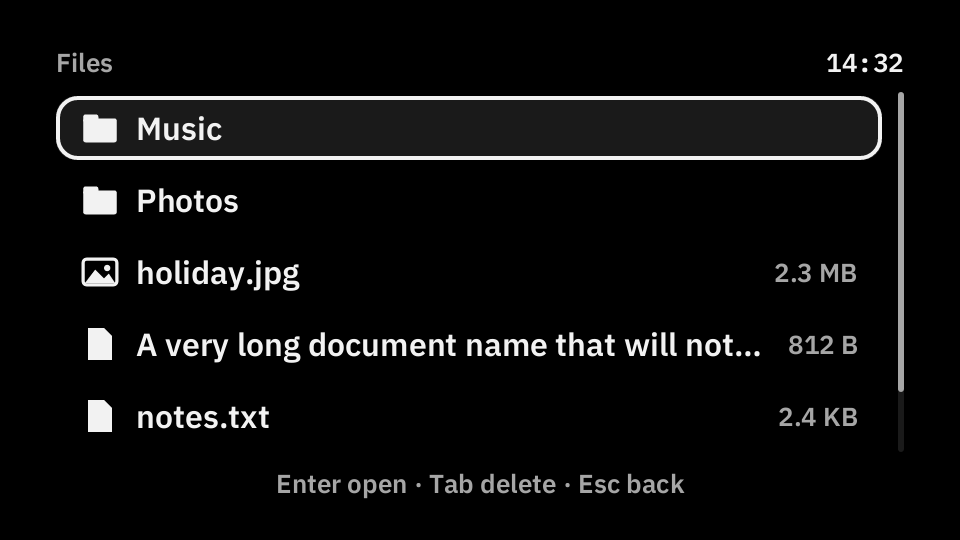 Files 14:32
Music
Photos
holiday.jpg 2.3 MB
A very long document name that will not... 812 B
notes.txt 2.4 KB
Enter open · Tab delete · Esc back